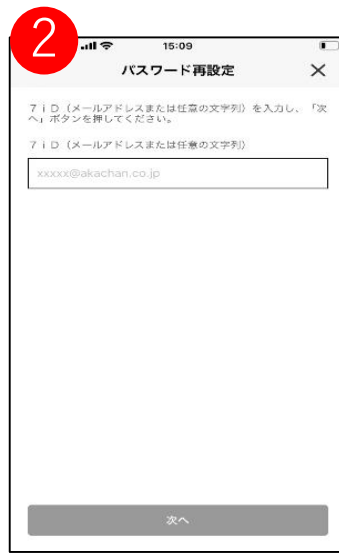 2
15:09
パスワード再設定
7iD（メールアドレスまたは任意の文字列）を入力し、「次
へ」ボタンを押してください。
7iD（メールアドレスまたは任意の文字列）
xxxxx@akachan.co.jp
次へ